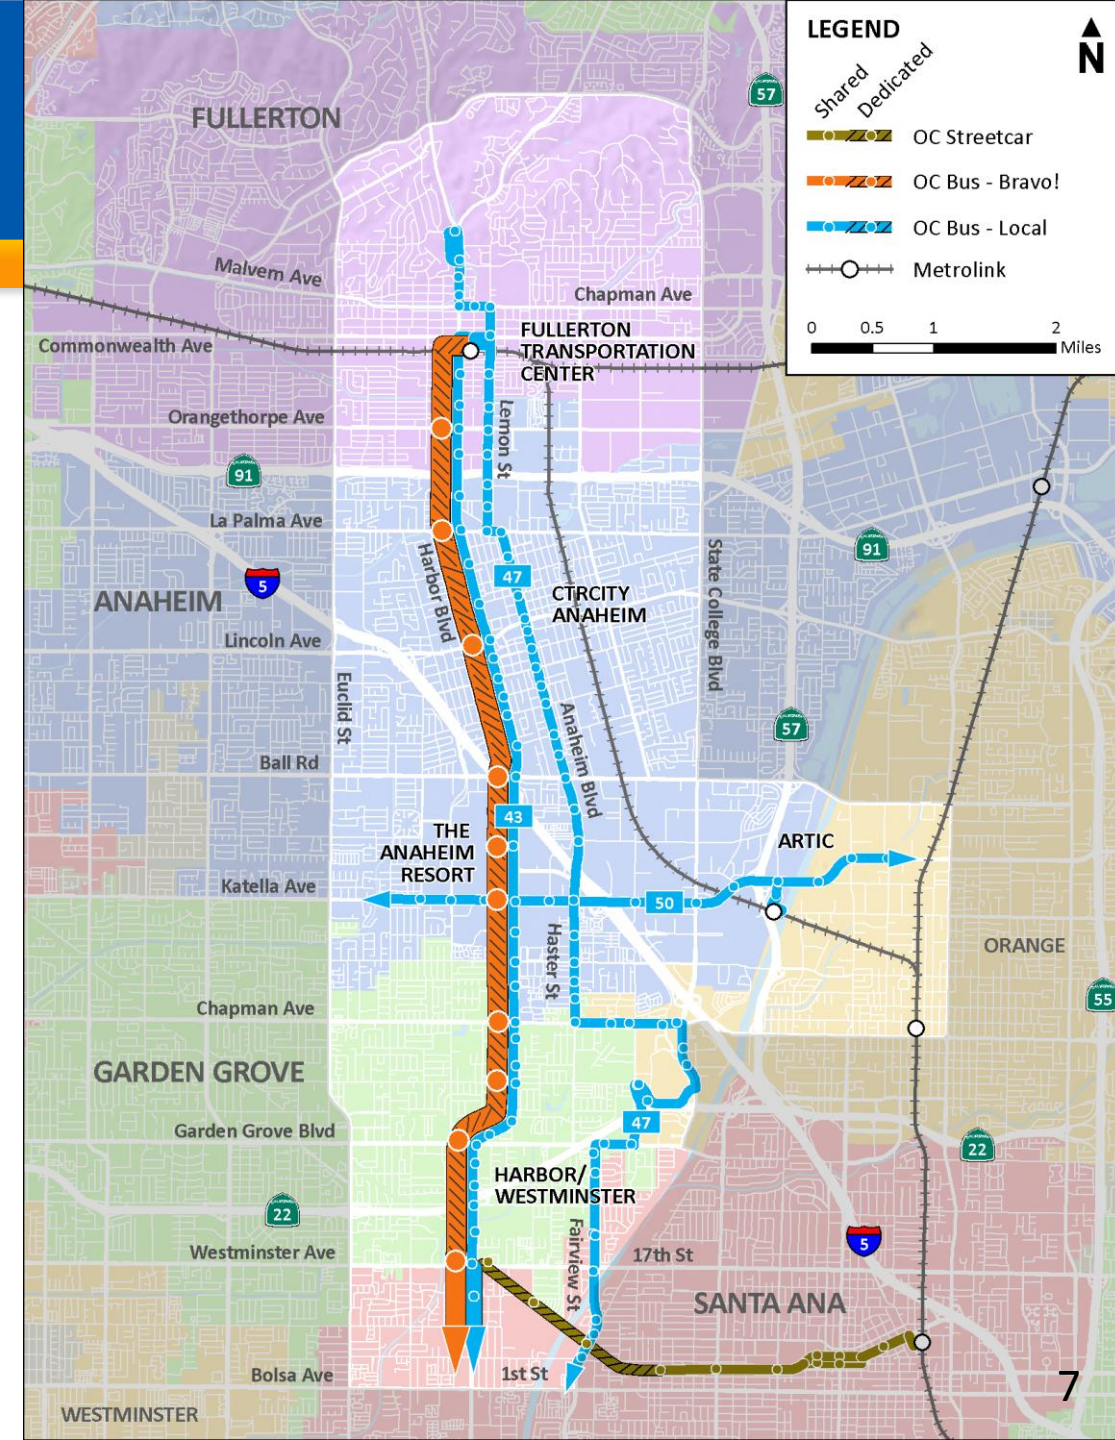 LEGEND
N
Shared
Dedicated
OC Streetcar
OC Bus - Bravo!
OC Bus - Local
Metrolink
0 0.5 1 2
Miles
57
FULLERTON
Malvern Ave
Chapman Ave
FULLERTON
TRANSPORTATION
CENTER
Commonwealth Ave
Orangethorpe Ave
Lemon St
91
La Palma Ave
91
Harbor Blvd
47
State College Blvd
5
ANAHEIM
CTRCITY
ANAHEIM
Lincoln Ave
Euclid St
57
Anaheim Blvd
Ball Rd
43
THE
ANAHEIM
RESORT
ARTIC
Katella Ave
50
Haster St
ORANGE
55
Chapman Ave
GARDEN GROVE
47
Garden Grove Blvd
22
HARBOR/
WESTMINSTER
22
Fairview St
Westminster Ave
17th St
5
SANTA ANA
Bolsa Ave
1st St
WESTMINSTER
7